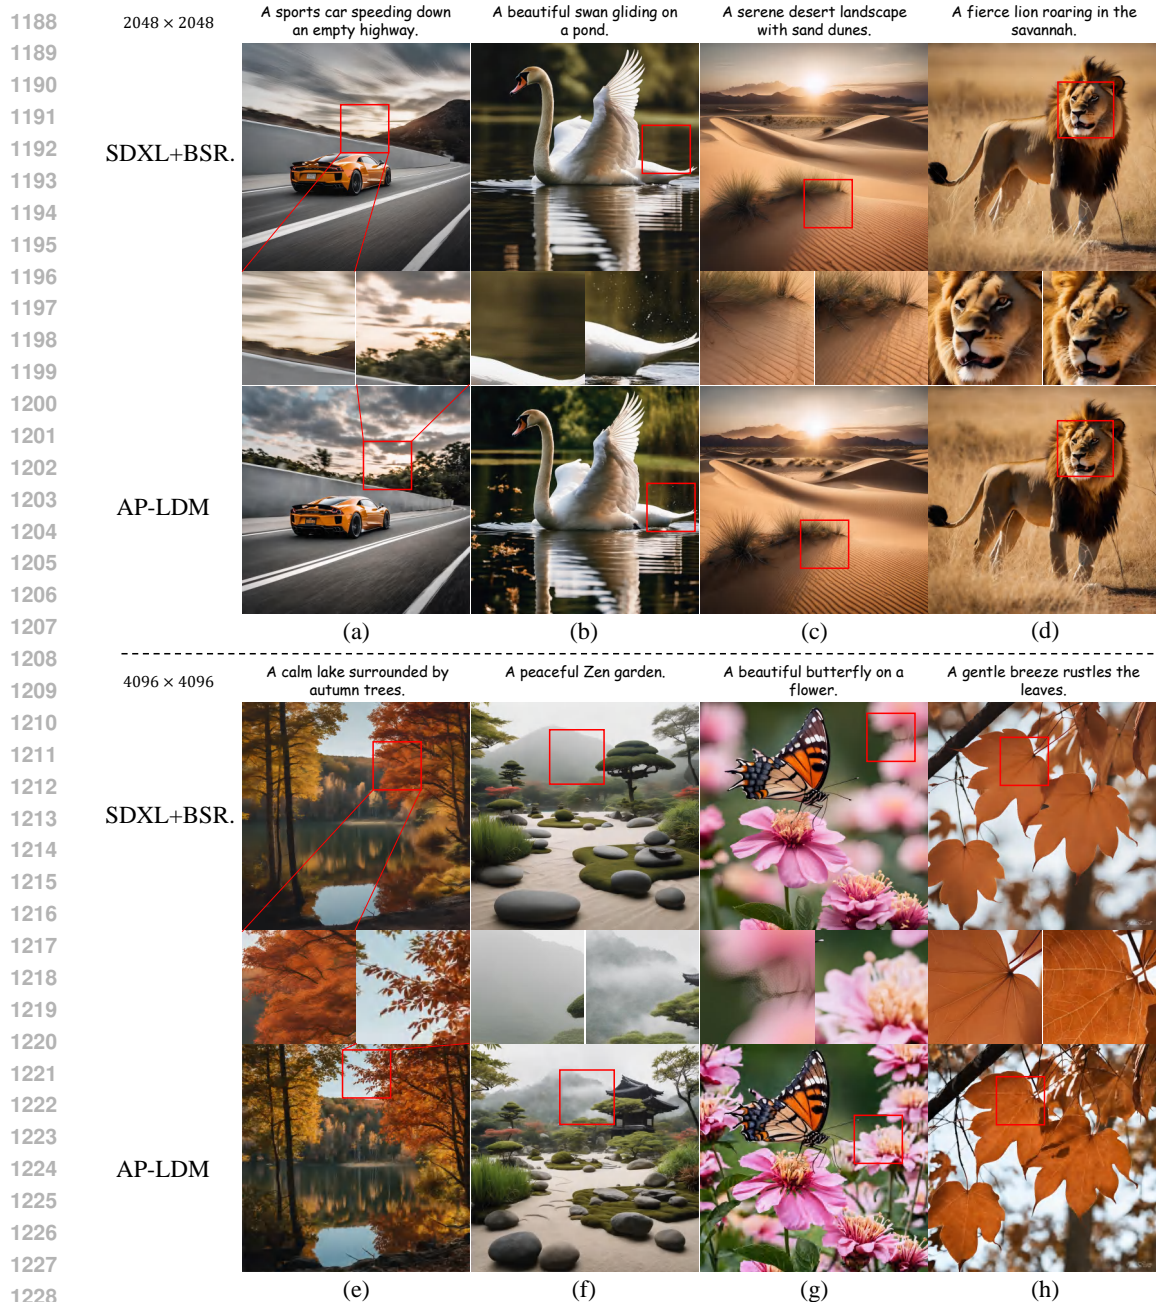 1188
2048 × 2048
A sports car speeding down
an empty highway.
A beautiful swan gliding on
a pond.
A serene desert landscape
with sand dunes.
A fierce lion roaring in the
savannah.
1189
1190
1191
1192
SDXL+BSR.
1193
1194
1195
1196
1197
1198
1199
1200
1201
1202
1203
AP-LDM
1204
1205
1206
1207
(a)
(b)
(c)
(d)
1208
1209
4096 × 4096
A calm lake surrounded by
autumn trees.
A peaceful Zen garden.
A beautiful butterfly on a
flower.
A gentle breeze rustles the
leaves.
1210
1211
1212
1213
SDXL+BSR.
1214
1215
1216
1217
1218
1219
1220
1221
1222
1223
1224
AP-LDM
1225
1226
1227
(e)
(f)
(g)
(h)
1228